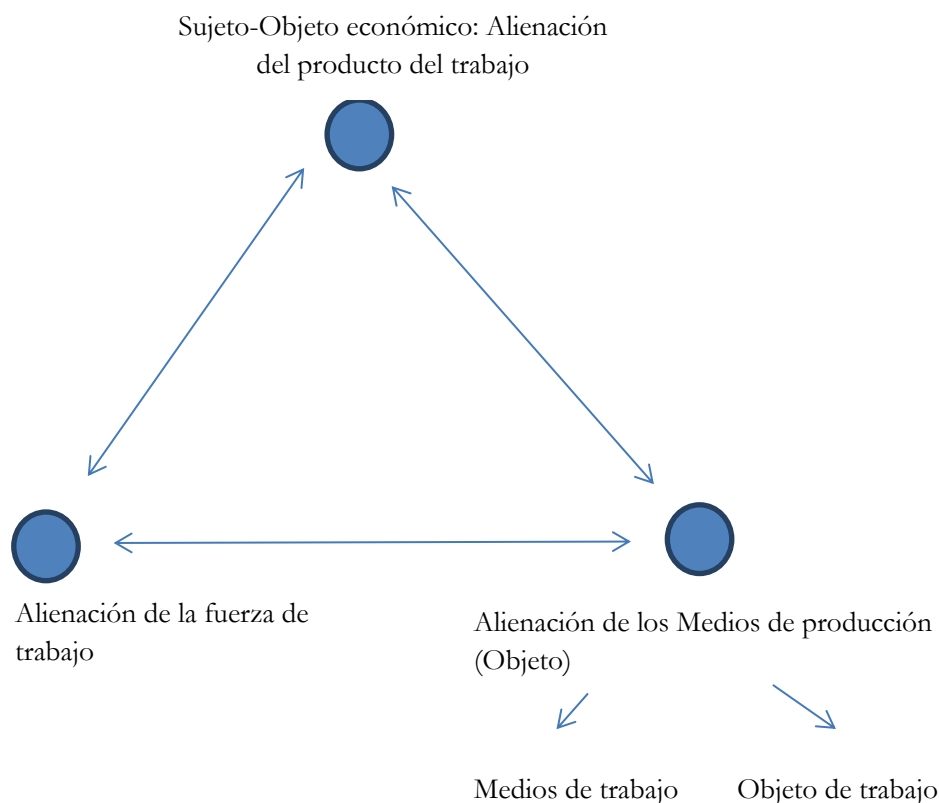 Sujeto-Objeto económico: Alienación
del producto del trabajo
Alienación de la fuerza de
trabajo
Alienación de los Medios de producción
(Objeto)
Medios de trabajo
Objeto de trabajo